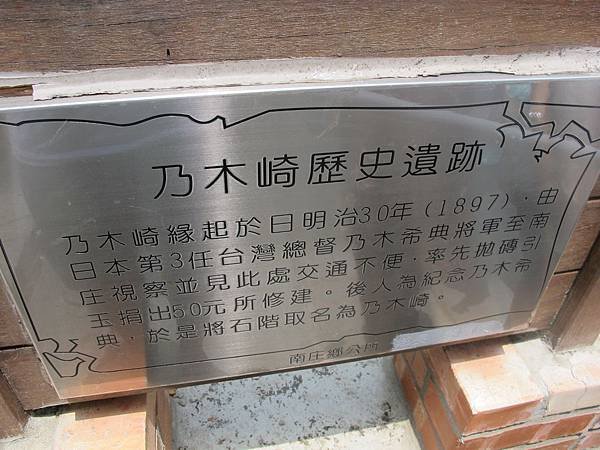 乃木崎歷史遺跡
乃木崎緣起於日明治30年(1897)，由
日本第3任台灣總督乃木希典將軍至南
庄視察並見此處交通不便，率先拋磚引
玉捐出50元所修建。後人為紀念乃木希
典，於是將石階取名為乃木崎。
南庄鄉公所